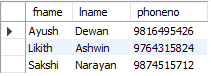 fname lname phoneno
Ayush Dewan 9816495426
Likith Ashwin 9764315824
Sakshi Narayan 9874515712